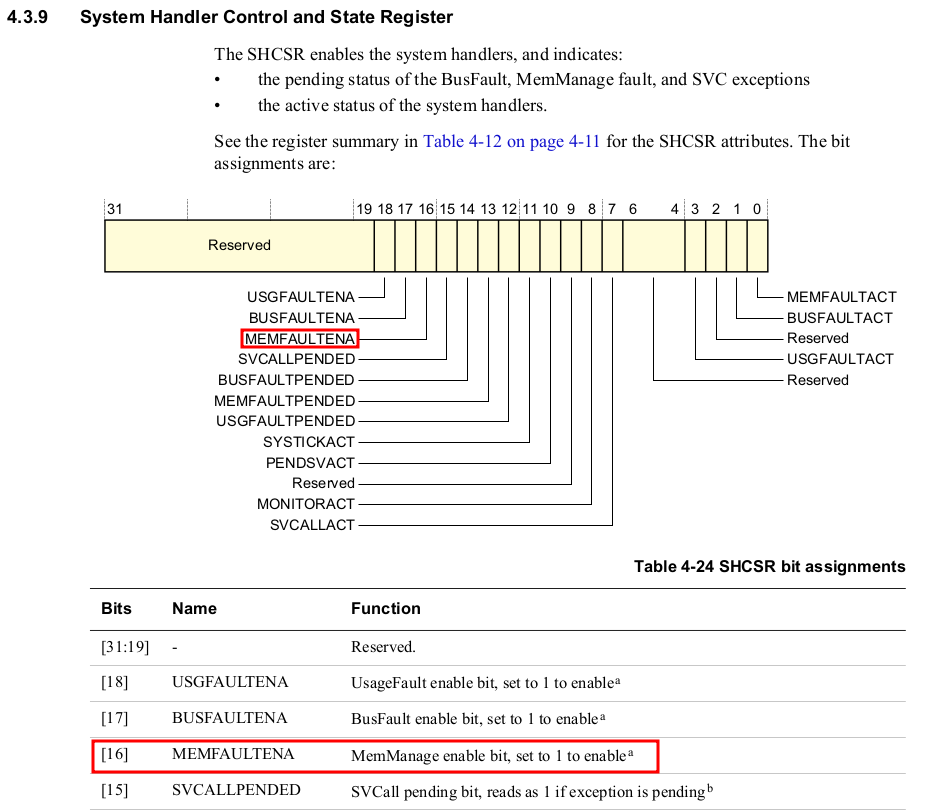 4.3.9 System Handler Control and State Register
The SHCSR enables the system handlers, and indicates:
• the pending status of the BusFault, MemManage fault, and SVC exceptions
• the active status of the system handlers.
See the register summary in Table 4-12 on page 4-11 for the SHCSR attributes. The bit
assignments are:
31 19 18 17 16 15 14 13 12 11 10 9 8 7 6 4 3 2 1 0
Reserved
USGFAULTENA
BUSFAULTENA
MEMFAULTENA
SVCALLPENDED
BUSFAULTPENDED
MEMFAULTPENDED
USGFAULTPENDED
SYSTICKACT
PENDSVACT
Reserved
MONITORACT
SVCALLACT
MEMFAULTACT
BUSFAULTACT
Reserved
USGFAULTACT
Reserved
Table 4-24 SHCSR bit assignments
Bits Name Function
[31:19] - Reserved.
[18] USGFAULTENA UsageFault enable bit, set to 1 to enable a
[17] BUSFAULTENA BusFault enable bit, set to 1 to enable a
[16] MEMFAULTENA MemManage enable bit, set to 1 to enable a
[15] SVCALLPENDED SVCall pending bit, reads as 1 if exception is pending b